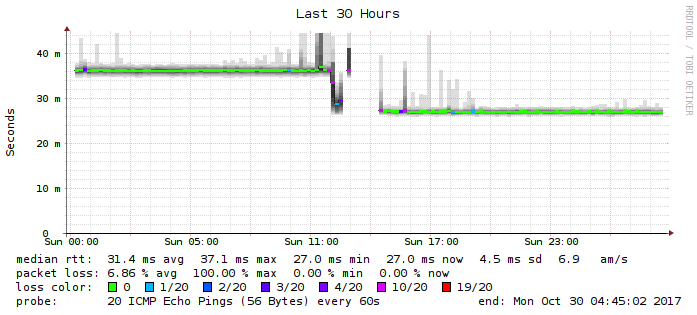 Last 30 Hours
RRDTOOL / TOBI OETIKER
Seconds
40 m
30 m
20 m
10 m
0
Sun 00:00 Sun 05:00 Sun 11:00 Sun 17:00 Sun 23:00
median rtt: 31.4 ms avg 37.1 ms max 27.0 ms min 27.0 ms now 4.5 ms sd 6.9 am/s
packet loss: 6.86 % avg 100.00 % max 0.00 % min 0.00 % now
loss color: 0 1/20 2/20 3/20 4/20 10/20 19/20
probe: 20 ICMP Echo Pings (56 Bytes) every 60s end: Mon Oct 30 04:45:02 2017